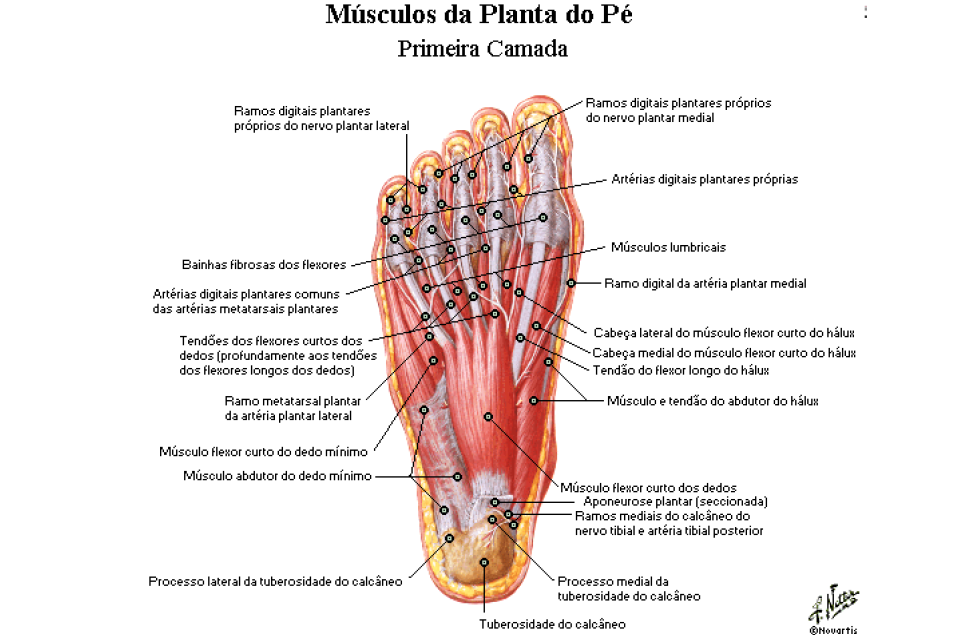 Músculos da Planta do Pé
Primeira Camada
Ramos digitais plantares
próprios do nervo plantar lateral
Ramos digitais plantares próprios
do nervo plantar medial
Artérias digitais plantares próprias
Músculos lumbricais
Bainhas fibrosas dos flexores
Ramo digital da artéria plantar medial
Artérias digitais plantares comuns
das artérias metatarsais plantares
Cabeça lateral do músculo flexor curto do hálux
Tendões dos flexores curtos dos
dedos (profundamente aos tendões
dos flexores longos dos dedos)
Cabeça medial do músculo flexor curto do hálux
Tendão do flexor longo do hálux
Ramo metatarsal plantar
da artéria plantar lateral
Músculo e tendão do abdutor do hálux
Músculo flexor curto do dedo mínimo
Músculo abdutor do dedo mínimo
Músculo flexor curto dos dedos
Aponeurose plantar (seccionada)
Ramos mediais do calcâneo do
nervo tibial e artéria tibial posterior
Processo lateral da tuberosidade do calcâneo
Processo medial da
tuberosidade do calcâneo
Tuberosidade do calcâneo
F. Netter
©Novartis